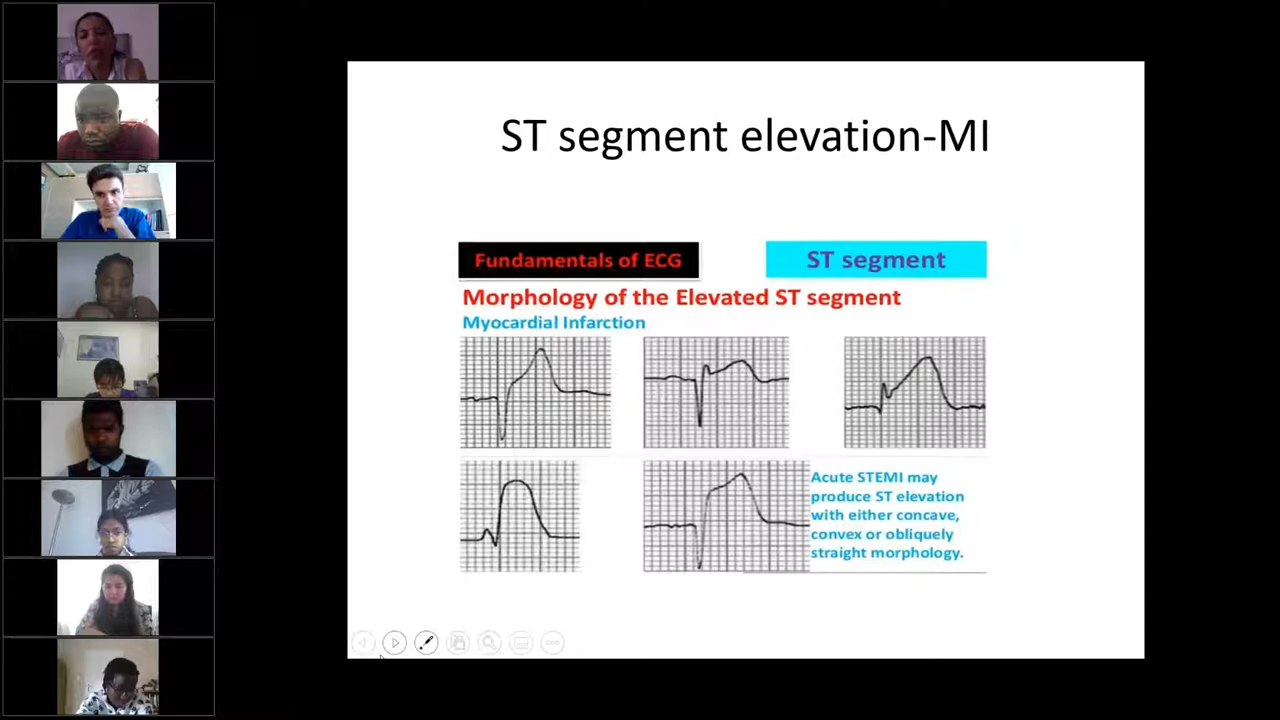 ST segment elevation-MI
Fundamentals of ECG
ST segment
Morphology of the Elevated ST segment
Myocardial Infarction
Acute STEMI may
produce ST elevation
with either concave,
convex or obliquely
straight morphology.